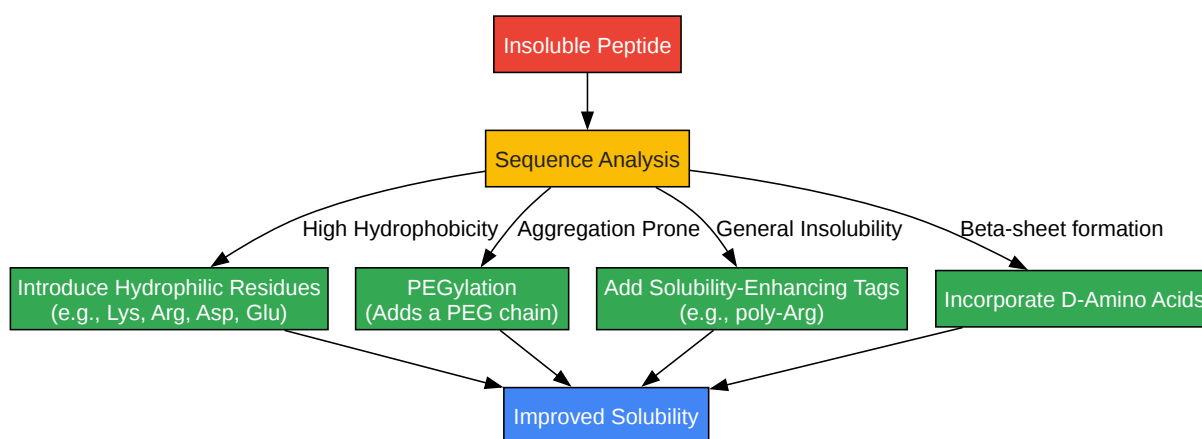 Insoluble Peptide
Sequence Analysis
High Hydrophobicity
Aggregation Prone
General Insolubility
Beta-sheet formation
Introduce Hydrophilic Residues
(e.g., Lys, Arg, Asp, Glu)
PEGylation
(Adds a PEG chain)
Add Solubility-Enhancing Tags
(e.g., poly-Arg)
Incorporate D-Amino Acids
Improved Solubility